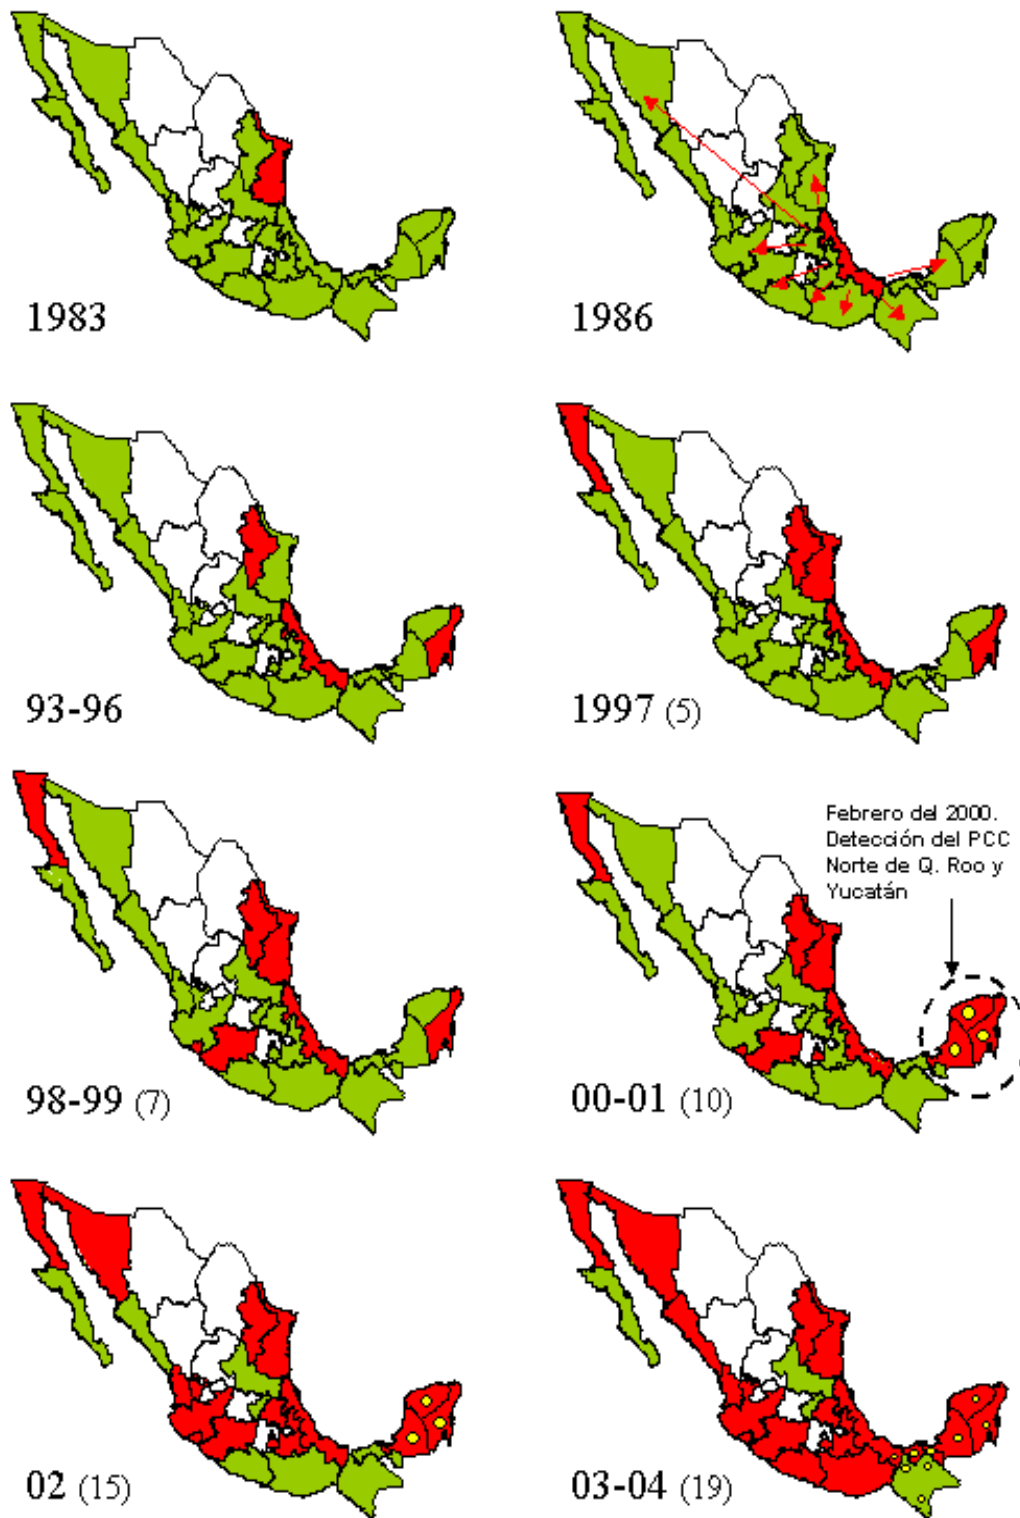 1983
1986
93-96
1997 (5)
98-99 (7)
Febrero del 2000.
Detección del PCC
Norte de Q. Roo y
Yucatán
00-01 (10)
02 (15)
03-04 (19)